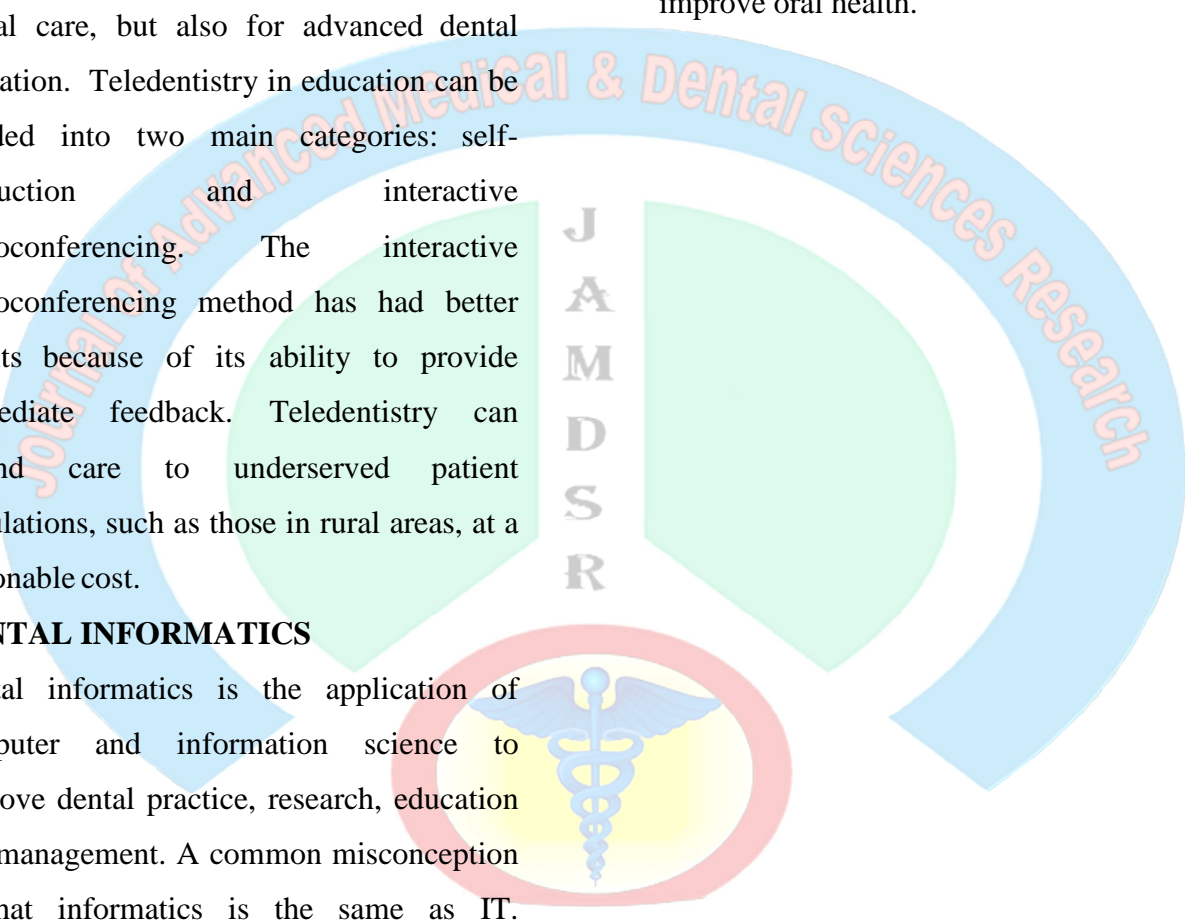 al care, but also for advanced dental
ation. Teledentistry in education can be
ded into two main categories: self-
uction and interactive
oconferencing. The interactive
oconferencing method has had better
ts because of its ability to provide
ediate feedback. Teledentistry can
nd care to underserved patient
ulations, such as those in rural areas, at a
onable cost.
NTAL INFORMATICS
tal informatics is the application of
puter and information science to
ove dental practice, research, education
management. A common misconception
hat informatics is the same as IT.
improve oral health.
Journal of Advanced Medical & Dental Sciences Research
J
A
M
D
S
R